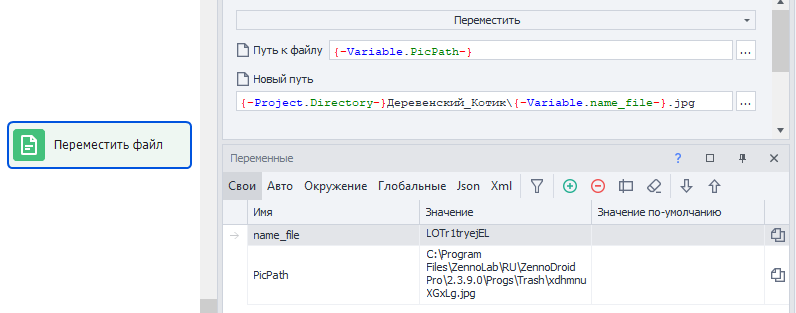 Переместить
Путь к файлу {-Variable.PicPath-} ...
Новый путь
{-Project.Directory-}Деревенский_Котик\{-Variable.name_file-}.jpg ...
Переместить файл
Переменные ?
Свои Авто Окружение Глобальные Json Xml
Имя Значение Значение по-умолчанию
name_file LOTr1tryejEL
PicPath C:\Program
Files\ZennoLab\RU\ZennoDroid
Pro\2.3.9.0\Progs\Trash\xdhmnu
XGxLg.jpg